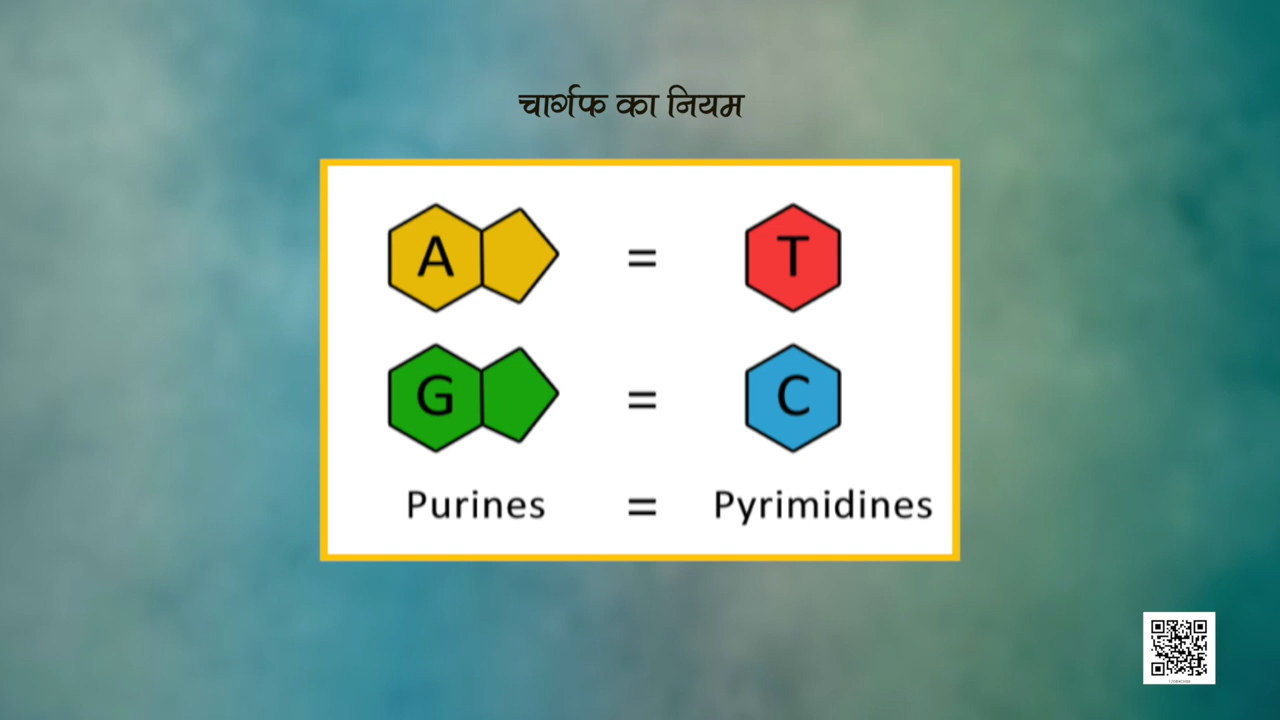 चार्गफ का नियम
A = T
G = C
Purines = Pyrimidines